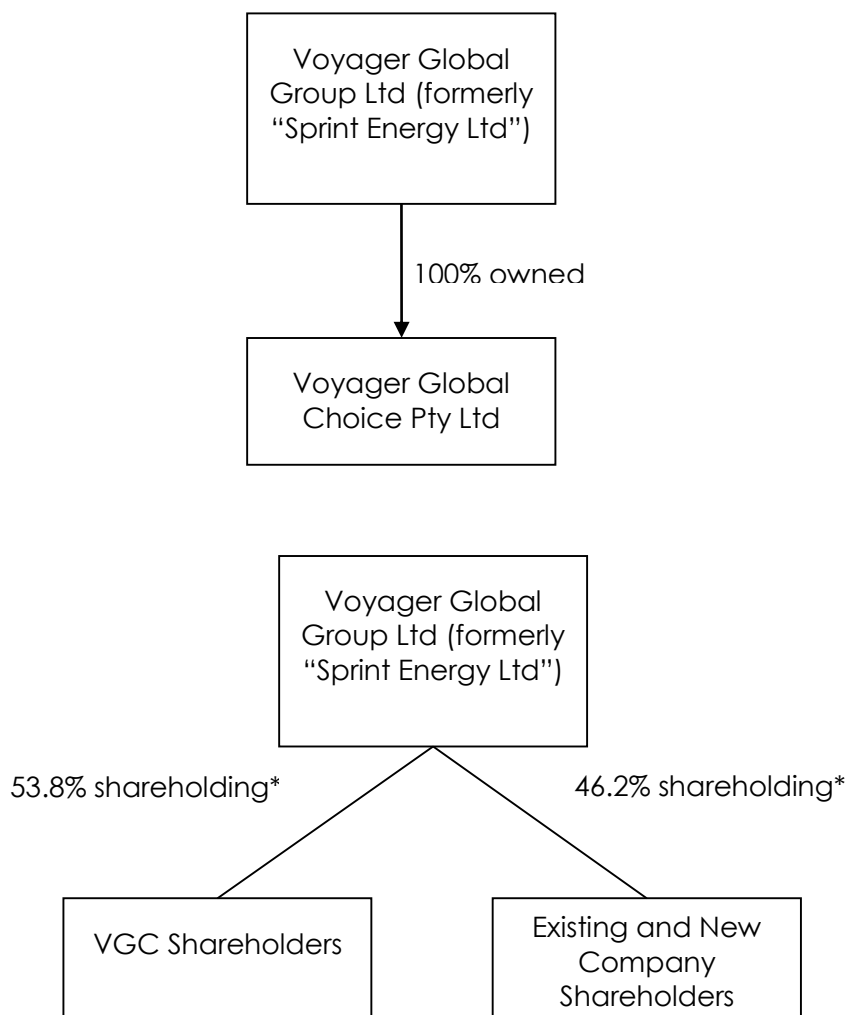 Voyager Global
Group Ltd (formerly
“Sprint Energy Ltd”)
100% owned
Voyager Global
Choice Pty Ltd
Voyager Global
Group Ltd (formerly
“Sprint Energy Ltd”)
53.8% shareholding*
46.2% shareholding*
VGC Shareholders
Existing and New
Company
Shareholders